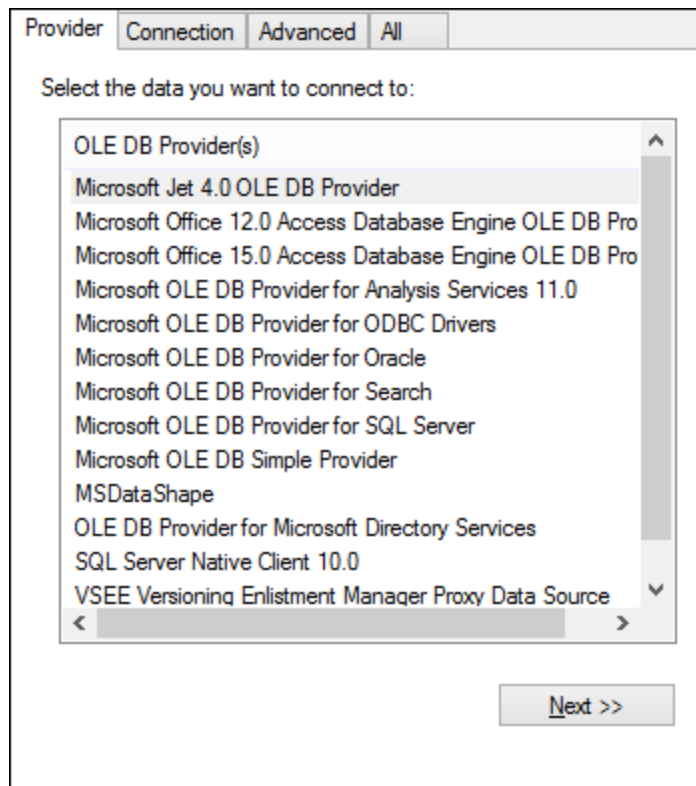 Provider Connection Advanced All
Select the data you want to connect to:
OLE DB Provider(s)
Microsoft Jet 4.0 OLE DB Provider
Microsoft Office 12.0 Access Database Engine OLE DB Pro
Microsoft Office 15.0 Access Database Engine OLE DB Pro
Microsoft OLE DB Provider for Analysis Services 11.0
Microsoft OLE DB Provider for ODBC Drivers
Microsoft OLE DB Provider for Oracle
Microsoft OLE DB Provider for Search
Microsoft OLE DB Provider for SQL Server
Microsoft OLE DB Simple Provider
MSDataShape
OLE DB Provider for Microsoft Directory Services
SQL Server Native Client 10.0
VSEE Versioning Enlistment Manager Proxy Data Source
Next >>